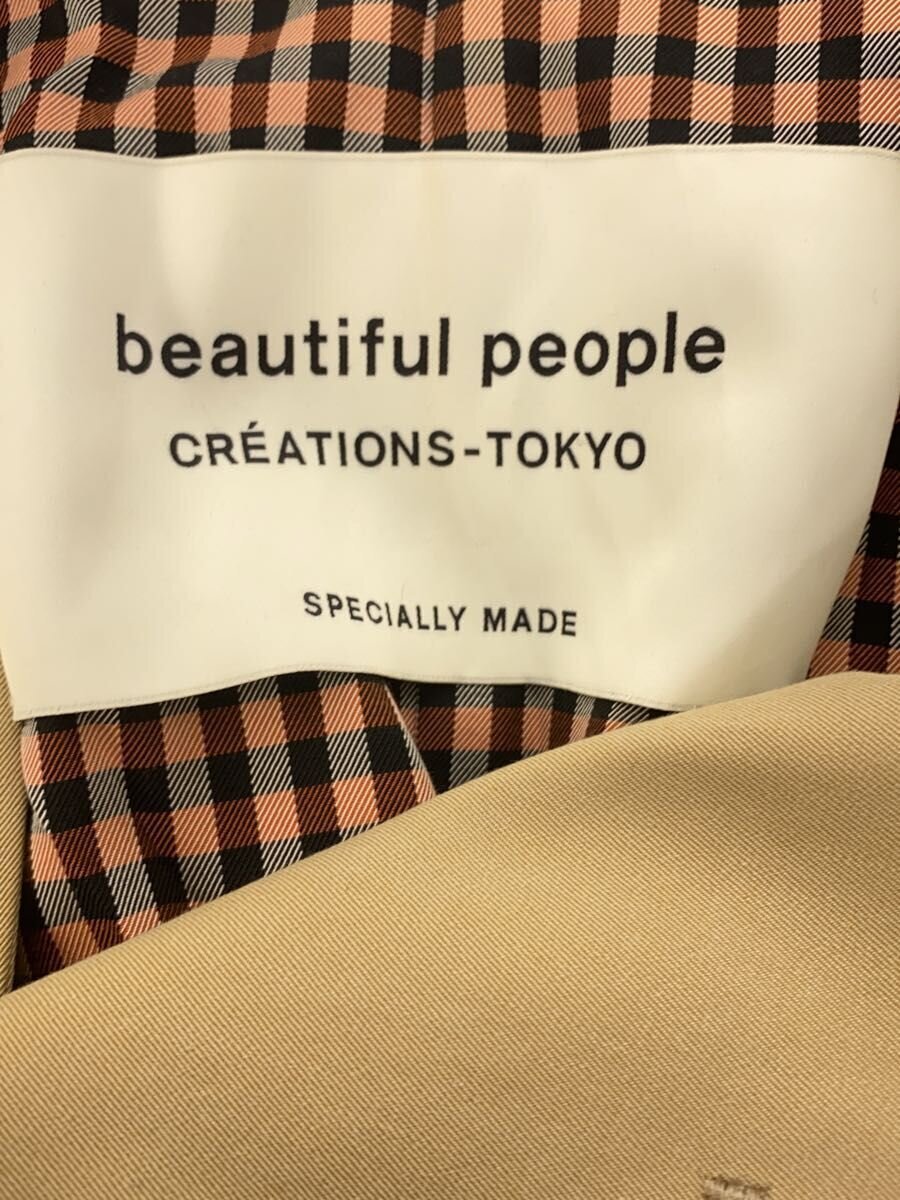 beautiful people
CRÉATIONS-TOKYO
SPECIALLY MADE